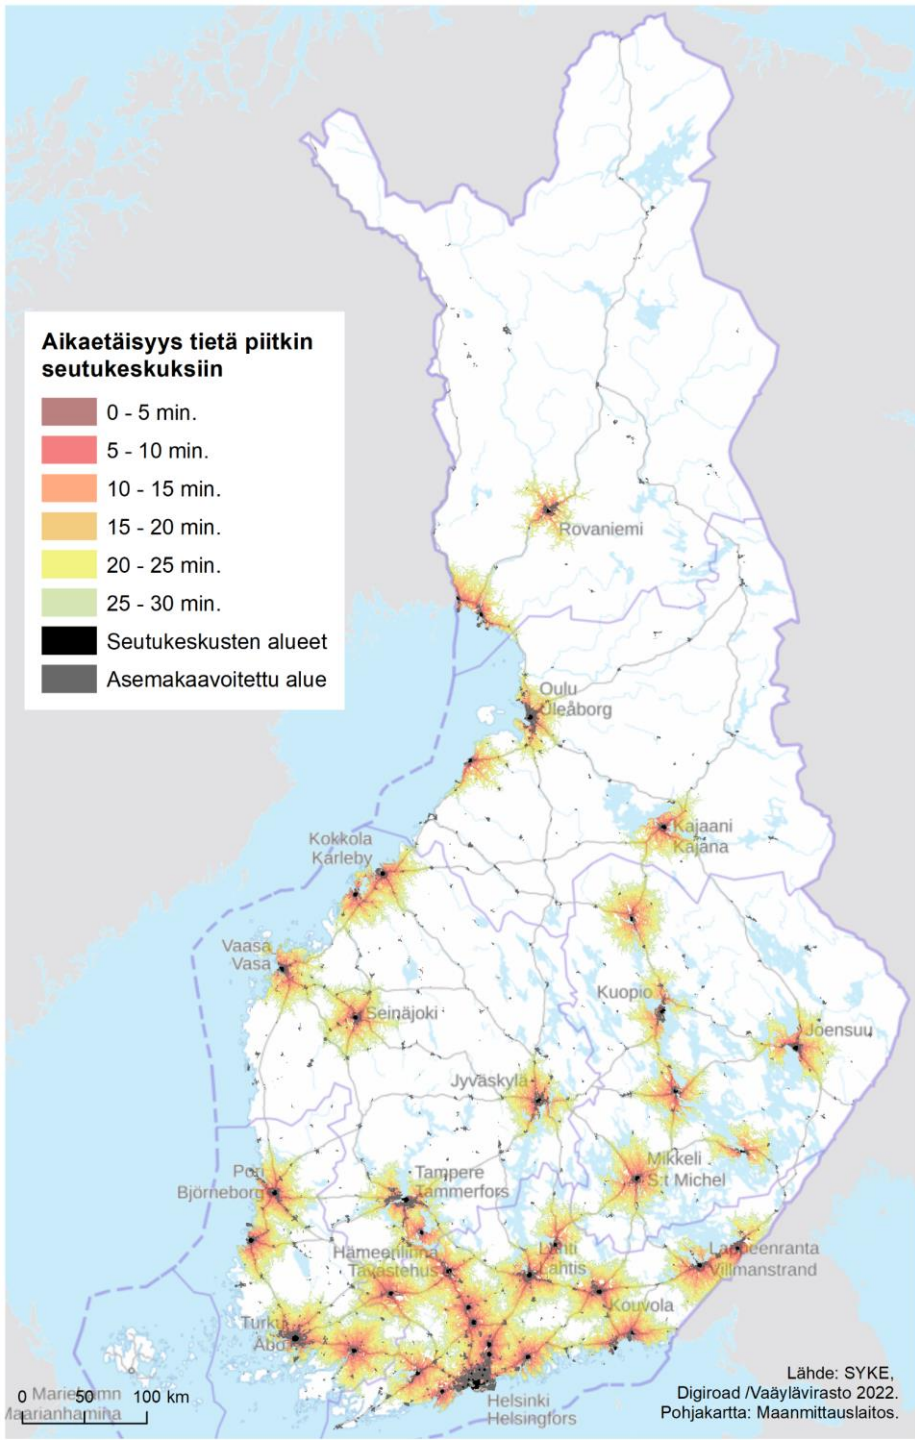 Aikaetäisyys tietä piitkin
seutukeskuksiin
0 - 5 min.
5 - 10 min.
10 - 15 min.
15 - 20 min.
20 - 25 min.
25 - 30 min.
Seutukeskusten alueet
Asemakaavoitettu alue
Rovaniemi
Oulu
Uleåborg
Kajaani
Kajana
Kokkola
Karleby
Vaasa
Vasa
Seinäjoki
Kuopio
Joensuu
Jyväskylä
Mikkeli
S:t Michel
Pori
Björneborg
Tampere
Tammerfors
Hämeenlinna
Tavastehus
Lahti
Lahtis
Lappeenranta
Villmanstrand
Kouvola
Turku
Åbo
Helsinki
Helsingfors
Mariehamn
Maarianhamina
0 50 100 km
Lähde: SYKE,
Digiroad /Vaäylävirasto 2022.
Pohjakartta: Maanmittauslaitos.